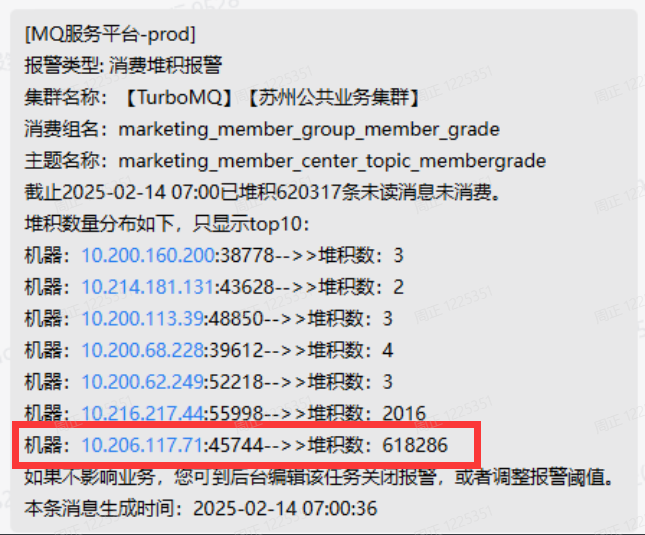 [MQ服务平台-prod]
报警类型: 消费堆积报警
集群名称：【TurboMQ】【苏州公共业务集群】
消费组名：marketing_member_group_member_grade
主题名称：marketing_member_center_topic_membergrade
截止2025-02-14 07:00已堆积620317条未读消息未消费。
堆积数量分布如下，只显示top10：
机器：10.200.160.200:38778-->>堆积数：3
机器：10.214.181.131:43628-->>堆积数：2
机器：10.200.113.39:48850-->>堆积数：3
机器：10.200.68.228:39612-->>堆积数：4
机器：10.200.62.249:52218-->>堆积数：3
机器：10.216.217.44:55998-->>堆积数：2016
机器：10.206.117.71:45744-->>堆积数：618286
如果不影响业务，您可到后台编辑该任务关闭报警，或者调整报警阈值。
本条消息生成时间：2025-02-14 07:00:36